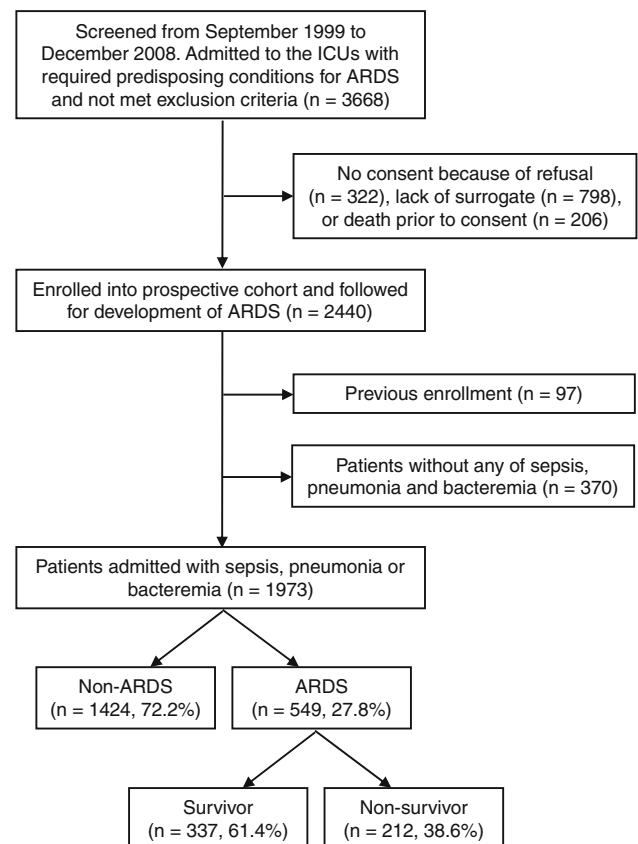 Screened from September 1999 to
December 2008. Admitted to the ICUs with
required predisposing conditions for ARDS
and not met exclusion criteria (n = 3668)
No consent because of refusal
(n = 322), lack of surrogate (n = 798),
or death prior to consent (n = 206)
Enrolled into prospective cohort and followed
for development of ARDS (n = 2440)
Previous enrollment (n = 97)
Patients without any of sepsis,
pneumonia and bacteremia (n = 370)
Patients admitted with sepsis, pneumonia or
bacteremia (n = 1973)
Non-ARDS
(n = 1424, 72.2%)
ARDS
(n = 549, 27.8%)
Survivor
(n = 337, 61.4%)
Non-survivor
(n = 212, 38.6%)